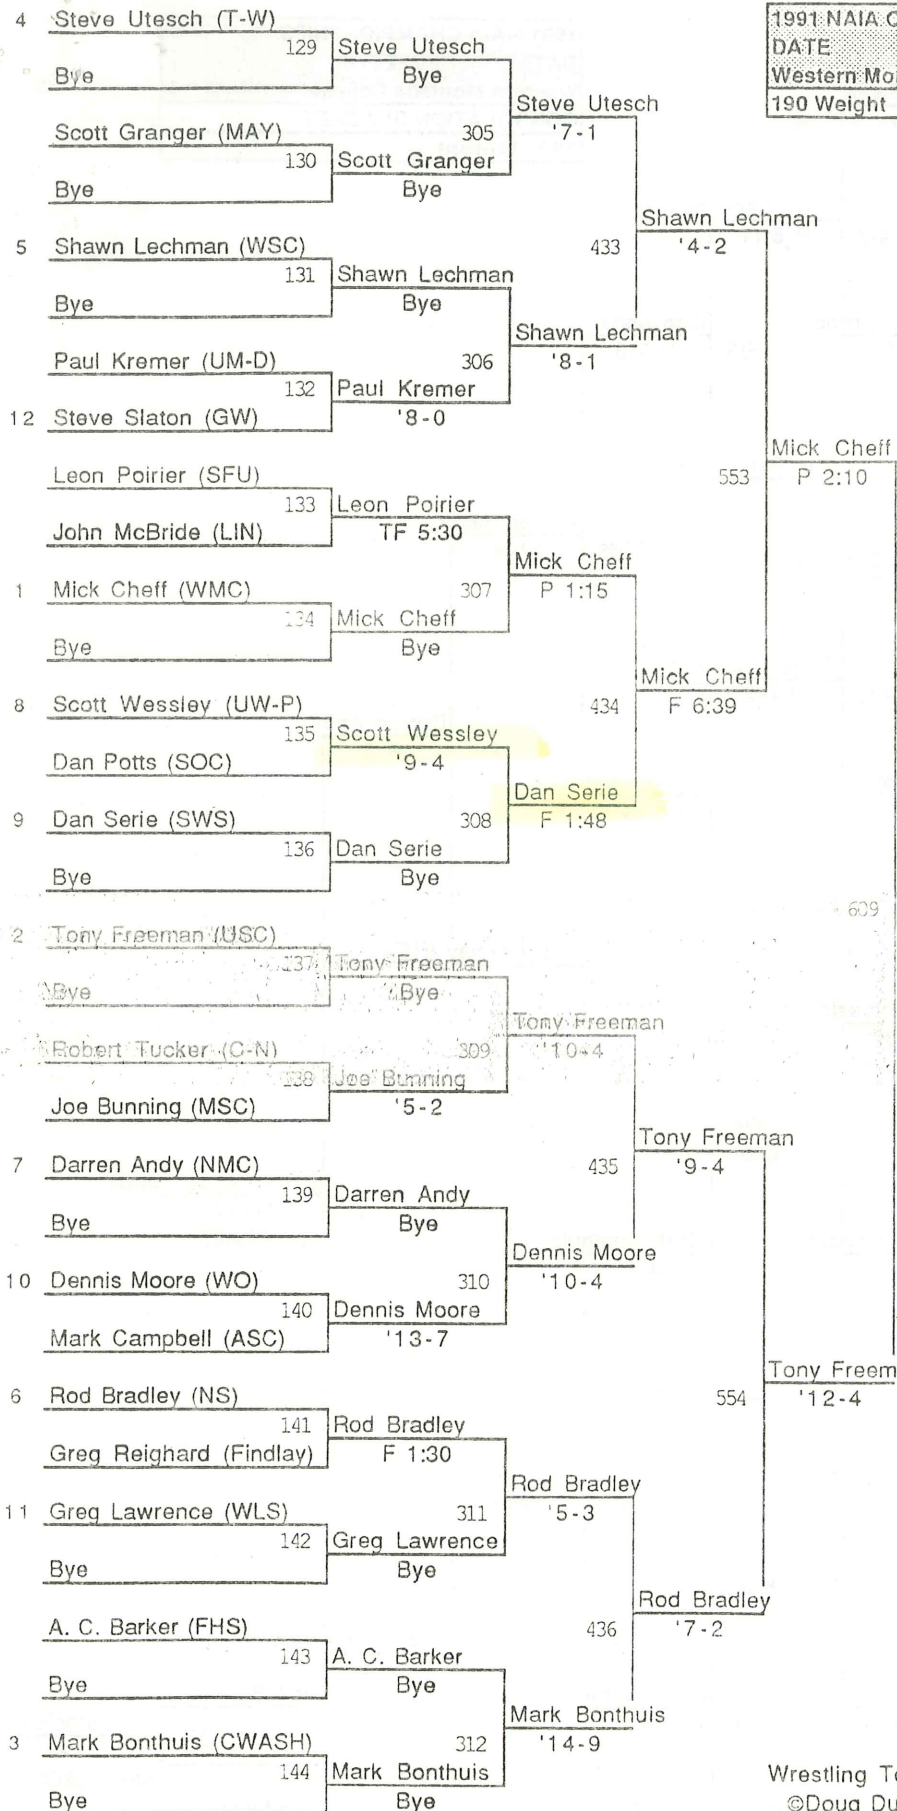 1991 NAIA C
DATE
Western Mo
190 Weight
4 Steve Utesch (T-W)
129 Steve Utesch
Bye
Bye
Steve Utesch
'7-1
Scott Granger (MAY)
305
130 Scott Granger
Bye
Bye
Shawn Lechman
'4-2
5 Shawn Lechman (WSC)
433
131 Shawn Lechman
Bye
Bye
Shawn Lechman
'8-1
Paul Kremer (UM-D)
306
132 Paul Kremer
'8-0
12 Steve Slaton (GW)
Mick Cheff
P 2:10
553
Leon Poirier (SFU)
133 Leon Poirier
TF 5:30
John McBride (LIN)
Mick Cheff
P 1:15
1 Mick Cheff (WMC)
307
134 Mick Cheff
Bye
Bye
Mick Cheff
F 6:39
8 Scott Wessley (UW-P)
434
135 Scott Wessley
'9-4
Dan Potts (SOC)
Dan Serie
F 1:48
9 Dan Serie (SWS)
308
136 Dan Serie
Bye
Bye
609
2 Tony Freeman (USC)
137 Tony Freeman
Bye
Bye
Tony Freeman
'10-4
Robert Tucker (C-N)
309
138 Joe Bunning
'5-2
Joe Bunning (MSC)
Tony Freeman
'9-4
7 Darren Andy (NMC)
435
139 Darren Andy
Bye
Bye
Dennis Moore
'10-4
10 Dennis Moore (WO)
310
140 Dennis Moore
'13-7
Mark Campbell (ASC)
Tony Freem
'12-4
554
6 Rod Bradley (NS)
141 Rod Bradley
F 1:30
Greg Reighard (Findlay)
Rod Bradley
'5-3
11 Greg Lawrence (WLS)
311
142 Greg Lawrence
Bye
Bye
Rod Bradley
'7-2
A. C. Barker (FHS)
436
143 A. C. Barker
Bye
Bye
Mark Bonthuis
'14-9
3 Mark Bonthuis (CWASH)
312
144 Mark Bonthuis
Bye
Bye
Wrestling To
©Doug Du